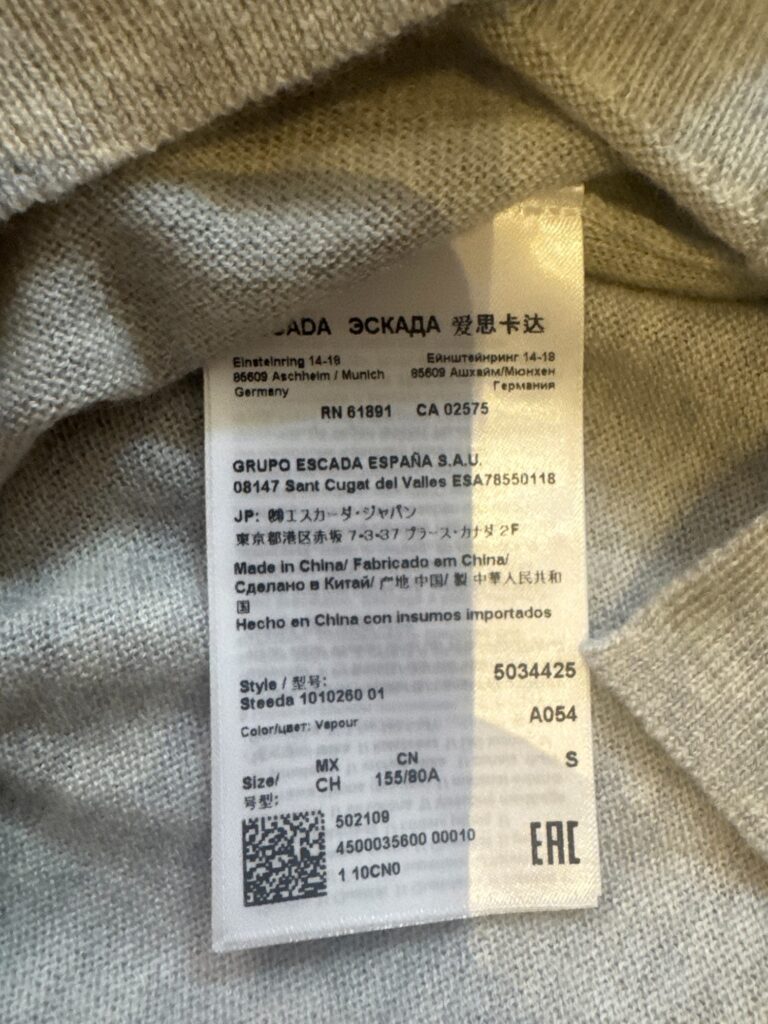 ESCADA ЭСКАДА 爱思卡达
Einsteinring 14-18 Ейнштейнринг 14-18
85609 Aschheim / Munich 85609 Ашхайм/Мюнхен
Germany Германия
RN 61891 CA 02575
GRUPO ESCADA ESPAÑA S.A.U.
08147 Sant Cugat del Valles ESA78550118
JP: ㈱エスカーダ・ジャパン
東京都港区赤坂 7-3-37 プラース・カナダ 2F
Made in China/ Fabricado em China/
Сделано в Китай/ 产地 中国/ 製 中華人民共和
国
Hecho en China con insumos importados
Style / 型号: 5034425
Steeda 1010260 01
A054
Color/цвет: Vapour
MX CN S
Size/ CH 155/80A
号型:
502109
4500035600 00010
1 10CN0
EAC